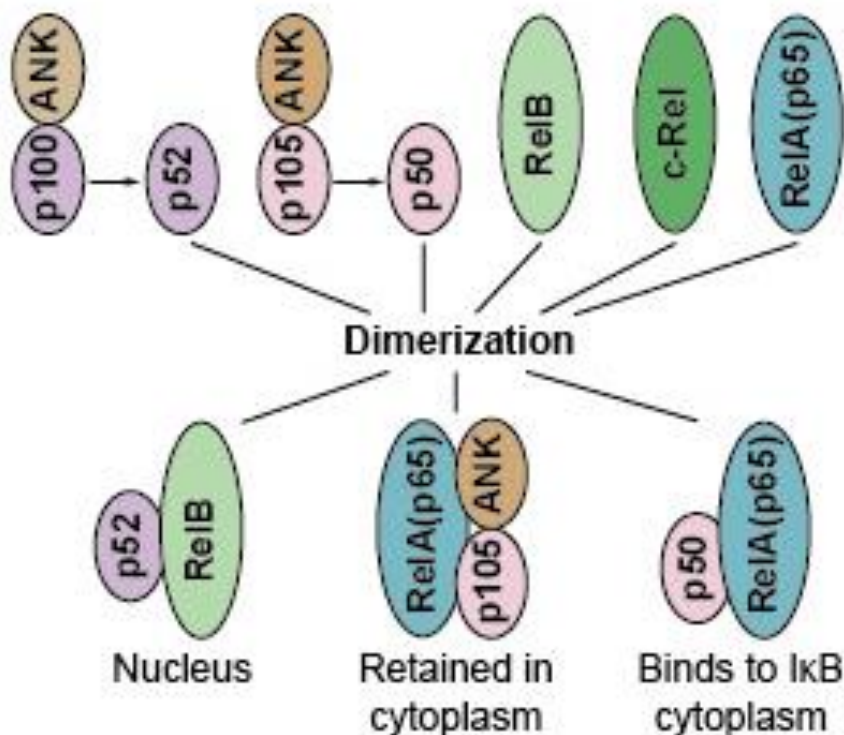 ANK
p100
p52
ANK
p105
p50
RelB
c-Rel
RelA(p65)
Dimerization
p52
RelB
RelA(p65)
ANK
p105
p50
RelA(p65)
Nucleus
Retained in
cytoplasm
Binds to IκB
cytoplasm